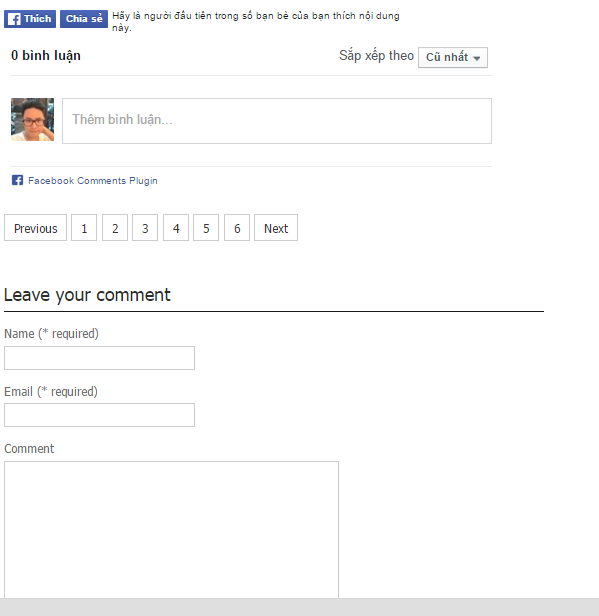 Thích Chia sẻ Hãy là người đầu tiên trong số bạn bè của bạn thích nội dung
này.
0 bình luận Sắp xếp theo Cũ nhất
Thêm bình luận...
Facebook Comments Plugin
Previous 1 2 3 4 5 6 Next
Leave your comment
Name (* required)
Email (* required)
Comment